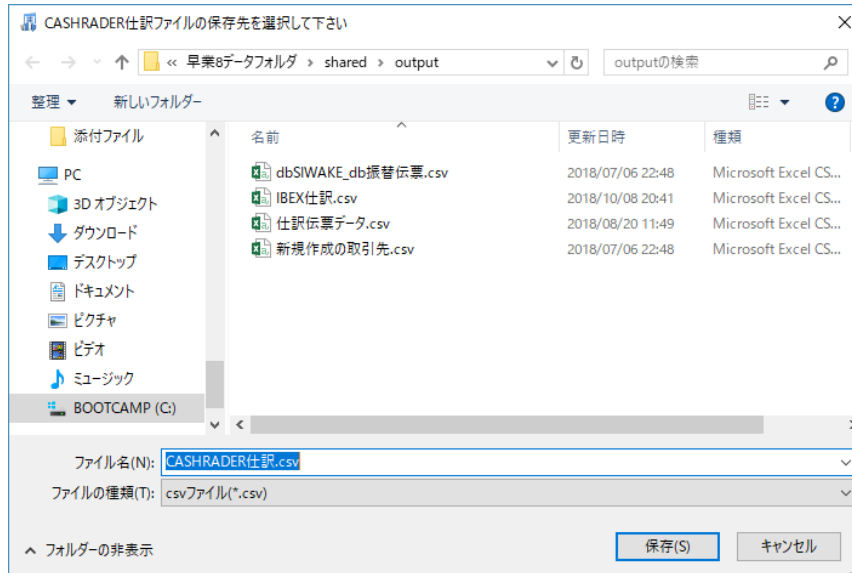 CASHRADER仕訳ファイルの保存先を選択して下さい
« 早業8データフォルダ › shared › output
outputの検索
整理 新しいフォルダー
添付ファイル
PC
3D オブジェクト
ダウンロード
デスクトップ
ドキュメント
ピクチャ
ビデオ
ミュージック
BOOTCAMP (C:)
名前 更新日時 種類
dbSIWAKE_db振替伝票.csv 2018/07/06 22:48 Microsoft Excel CS...
IBEX仕訳.csv 2018/10/08 20:41 Microsoft Excel CS...
仕訳伝票データ.csv 2018/08/20 11:49 Microsoft Excel CS...
新規作成の取引先.csv 2018/07/06 22:48 Microsoft Excel CS...
ファイル名(N): CASHRADER仕訳.csv
ファイルの種類(T): csvファイル(*.csv)
フォルダーの非表示 保存(S) キャンセル